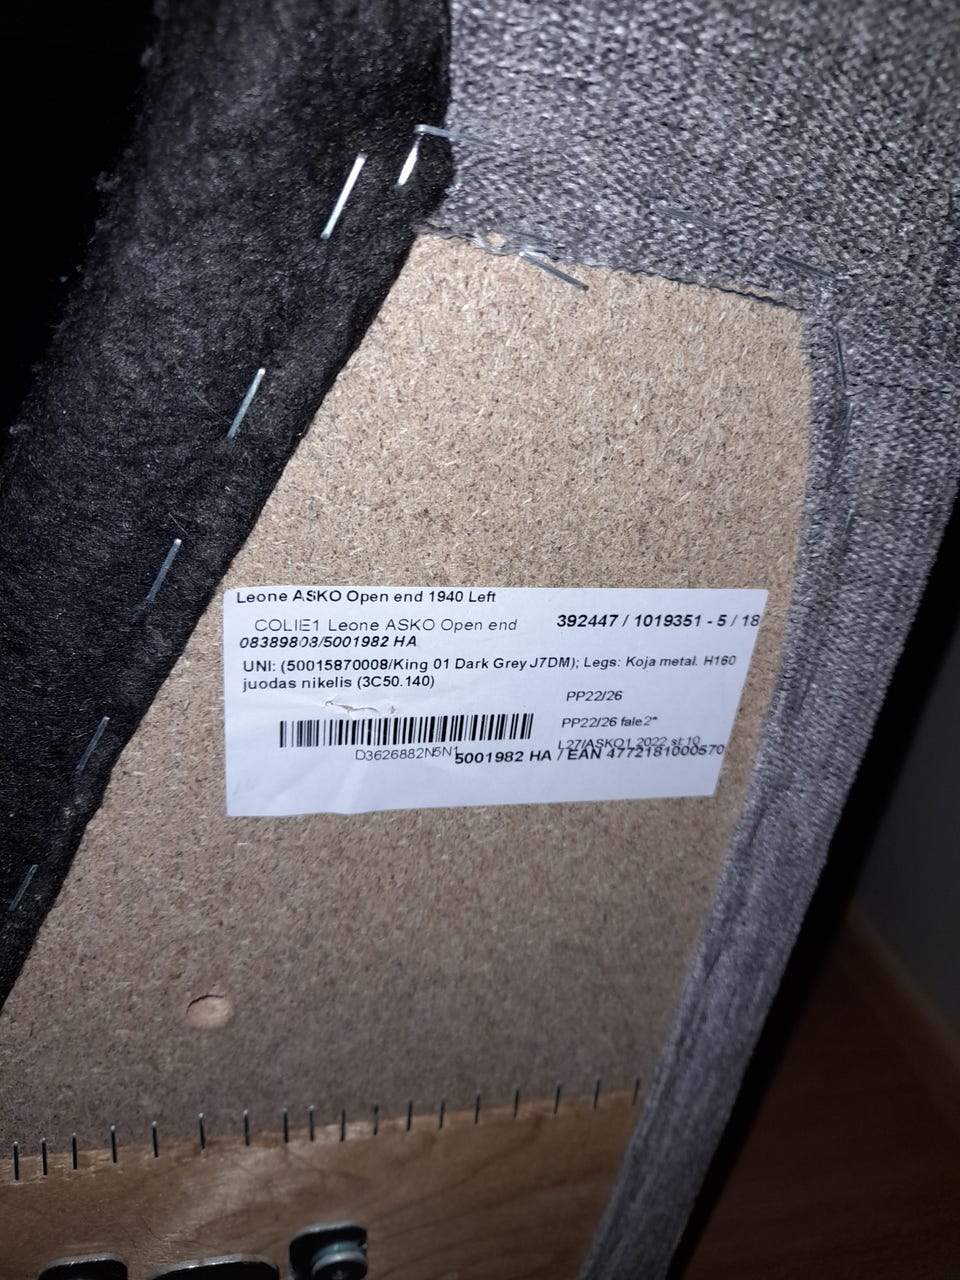 Leone ASKO Open end 1940 Left
COLIE1 Leone ASKO Open end
392447 / 1019351 - 5 / 18
08389808/5001982 HA
UNI: (50015870008/King 01 Dark Grey J7DM); Legs: Koja metal. H160
juodas nikelis (3C50.140)
PP22/26
PP22/26 fale2*
L27/ASKO1 2022 st:10
D3626882N5N1
5001982 HA / EAN 4772181000570